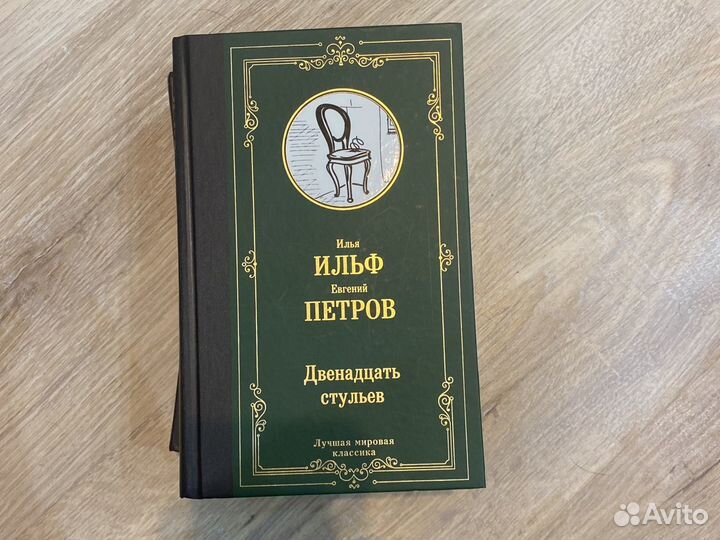 Илья
ИЛЬФ
Евгений
ПЕТРОВ
Двенадцать
стульев
Лучшая мировая
классика
Avito